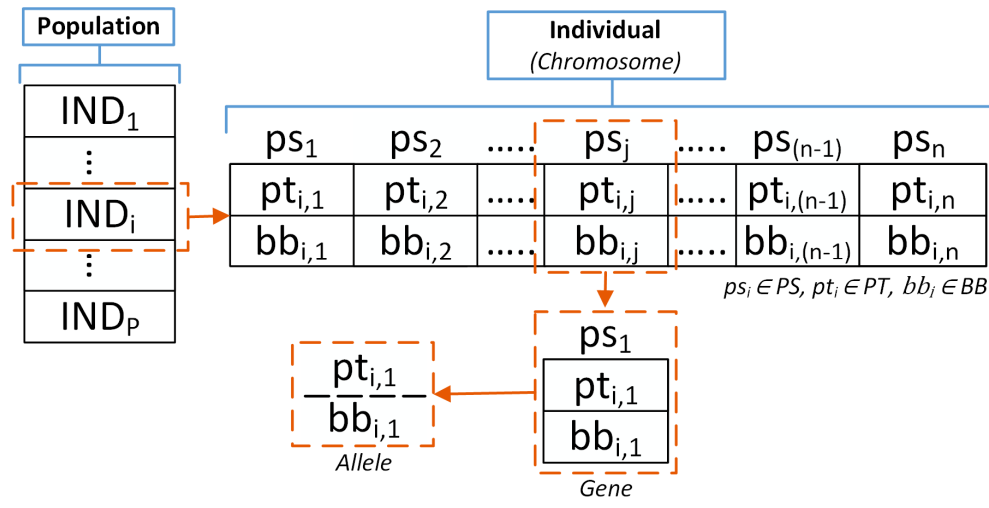 Population
IND1
⋮
INDi
⋮
INDP
Individual
(Chromosome)
ps1 ps2 ..... psj ..... ps(n-1) psn
pti,1 pti,2 ..... pti,j ..... pti,(n-1) pti,n
bbi,1 bbi,2 ..... bbi,j ..... bbi,(n-1) bbi,n
psi ∈ PS, pti ∈ PT, bbi ∈ BB
ps1
pti,1
bbi,1
Gene
pti,1
bbi,1
Allele